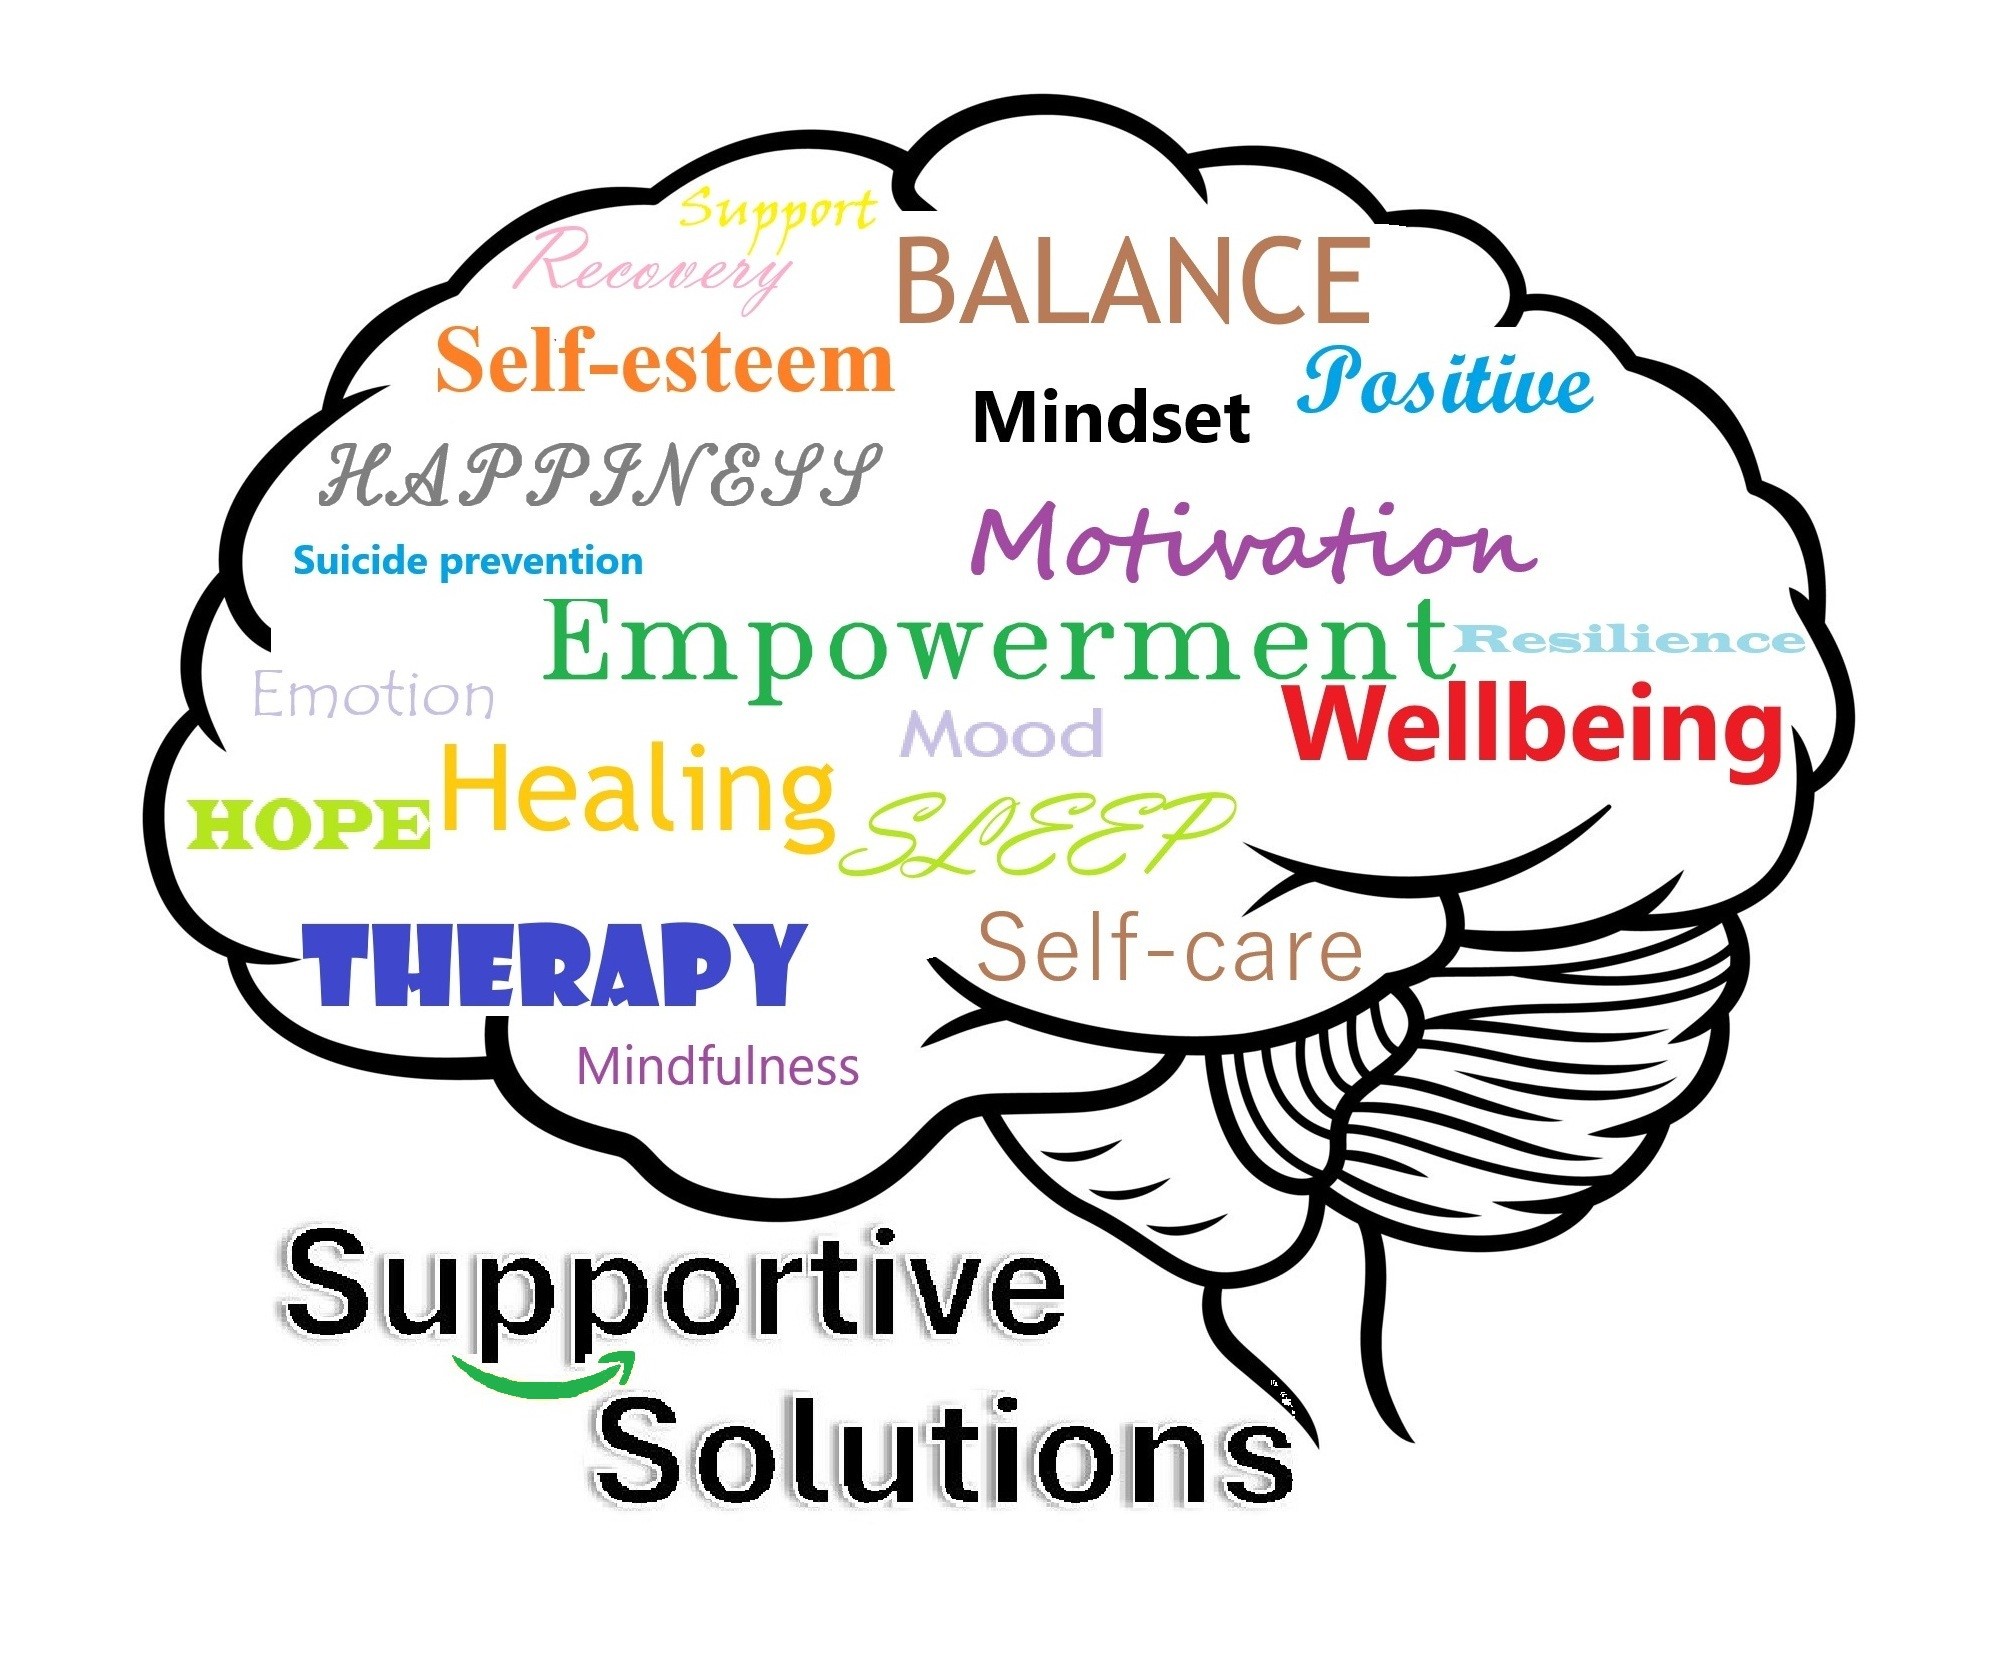 Support
Recovery
BALANCE
Self-esteem
Positive
Mindset
HAPPINESS
Motivation
Suicide prevention
Empowerment
Resilience
Emotion
Mood
Wellbeing
Healing
HOPE
SLEEP
THERAPY
Self-care
Mindfulness
Supportive
Solutions